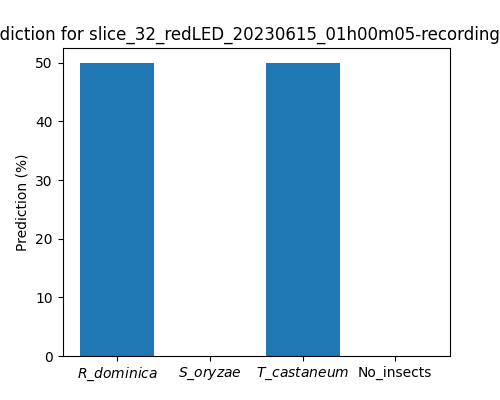 diction for slice_32_redLED_20230615_01h00m05-recording
50
40
30
20
10
0
Prediction (%)
R_dominica S_oryzae T_castaneum No_insects